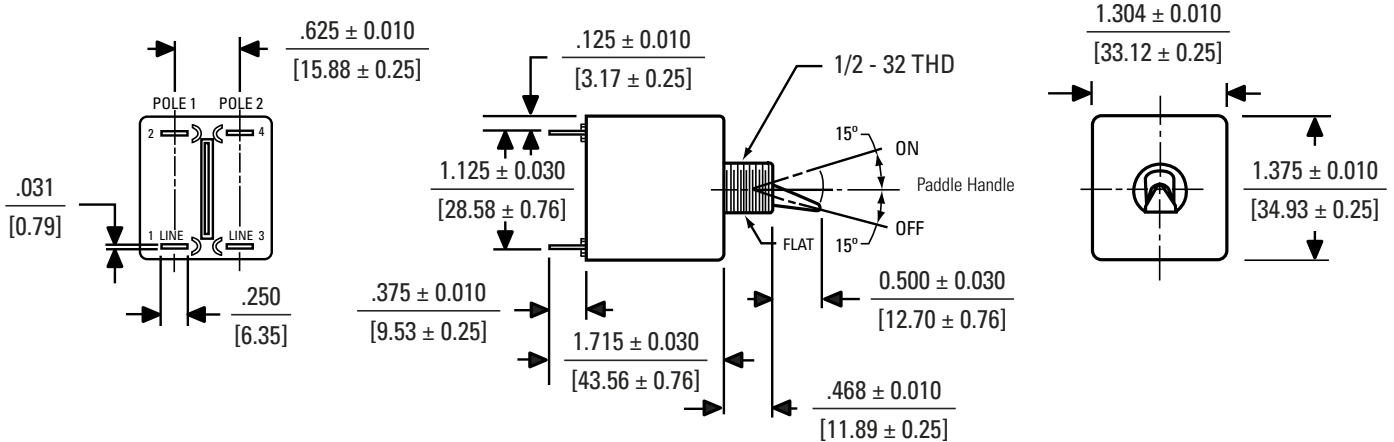 .625 ± 0.010
[15.88 ± 0.25]
POLE 1 POLE 2
2 4
1 LINE LINE 3
.031
[0.79]
.250
[6.35]
.125 ± 0.010
[3.17 ± 0.25]
1/2 - 32 THD
1.125 ± 0.030
[28.58 ± 0.76]
15º
ON
Paddle Handle
OFF
15º
FLAT
.375 ± 0.010
[9.53 ± 0.25]
0.500 ± 0.030
[12.70 ± 0.76]
1.715 ± 0.030
[43.56 ± 0.76]
.468 ± 0.010
[11.89 ± 0.25]
1.304 ± 0.010
[33.12 ± 0.25]
1.375 ± 0.010
[34.93 ± 0.25]